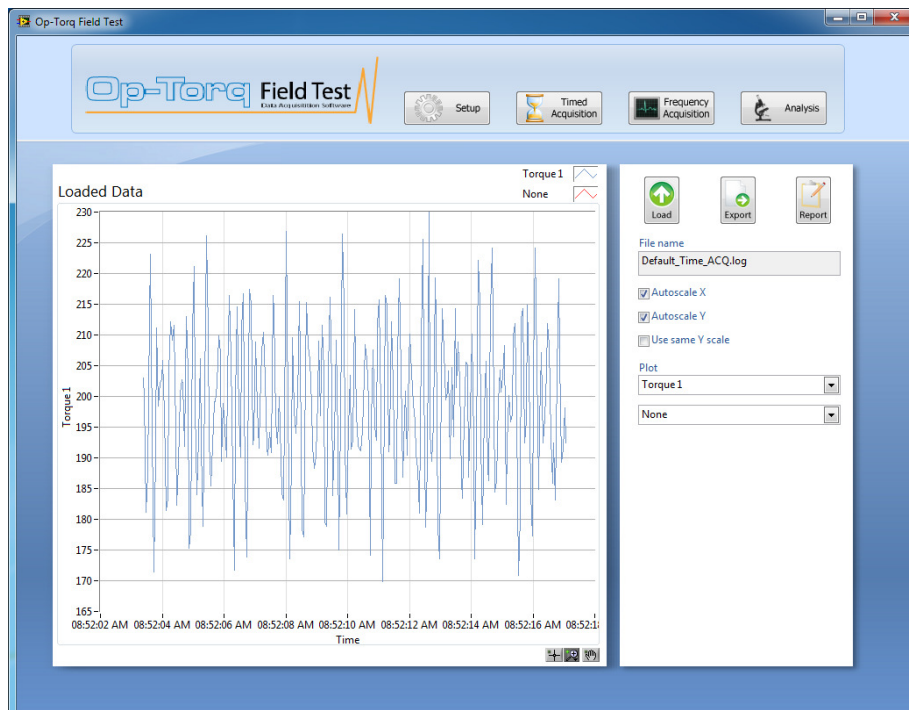 Op-Torq Field Test
Op-Torq Field Test
Data Acquisition Software
Setup
Timed
Acquisition
Frequency
Acquisition
Analysis
Torque 1
None
Loaded Data
230
225
220
215
210
205
200
195
190
185
180
175
170
165
Torque1
08:52:02 AM 08:52:04 AM 08:52:06 AM 08:52:08 AM 08:52:10 AM 08:52:12 AM 08:52:14 AM 08:52:16 AM 08:52:18
Time
Load
Export
Report
File name
Default_Time_ACQ.log
Autoscale X
Autoscale Y
Use same Y scale
Plot
Torque 1
None